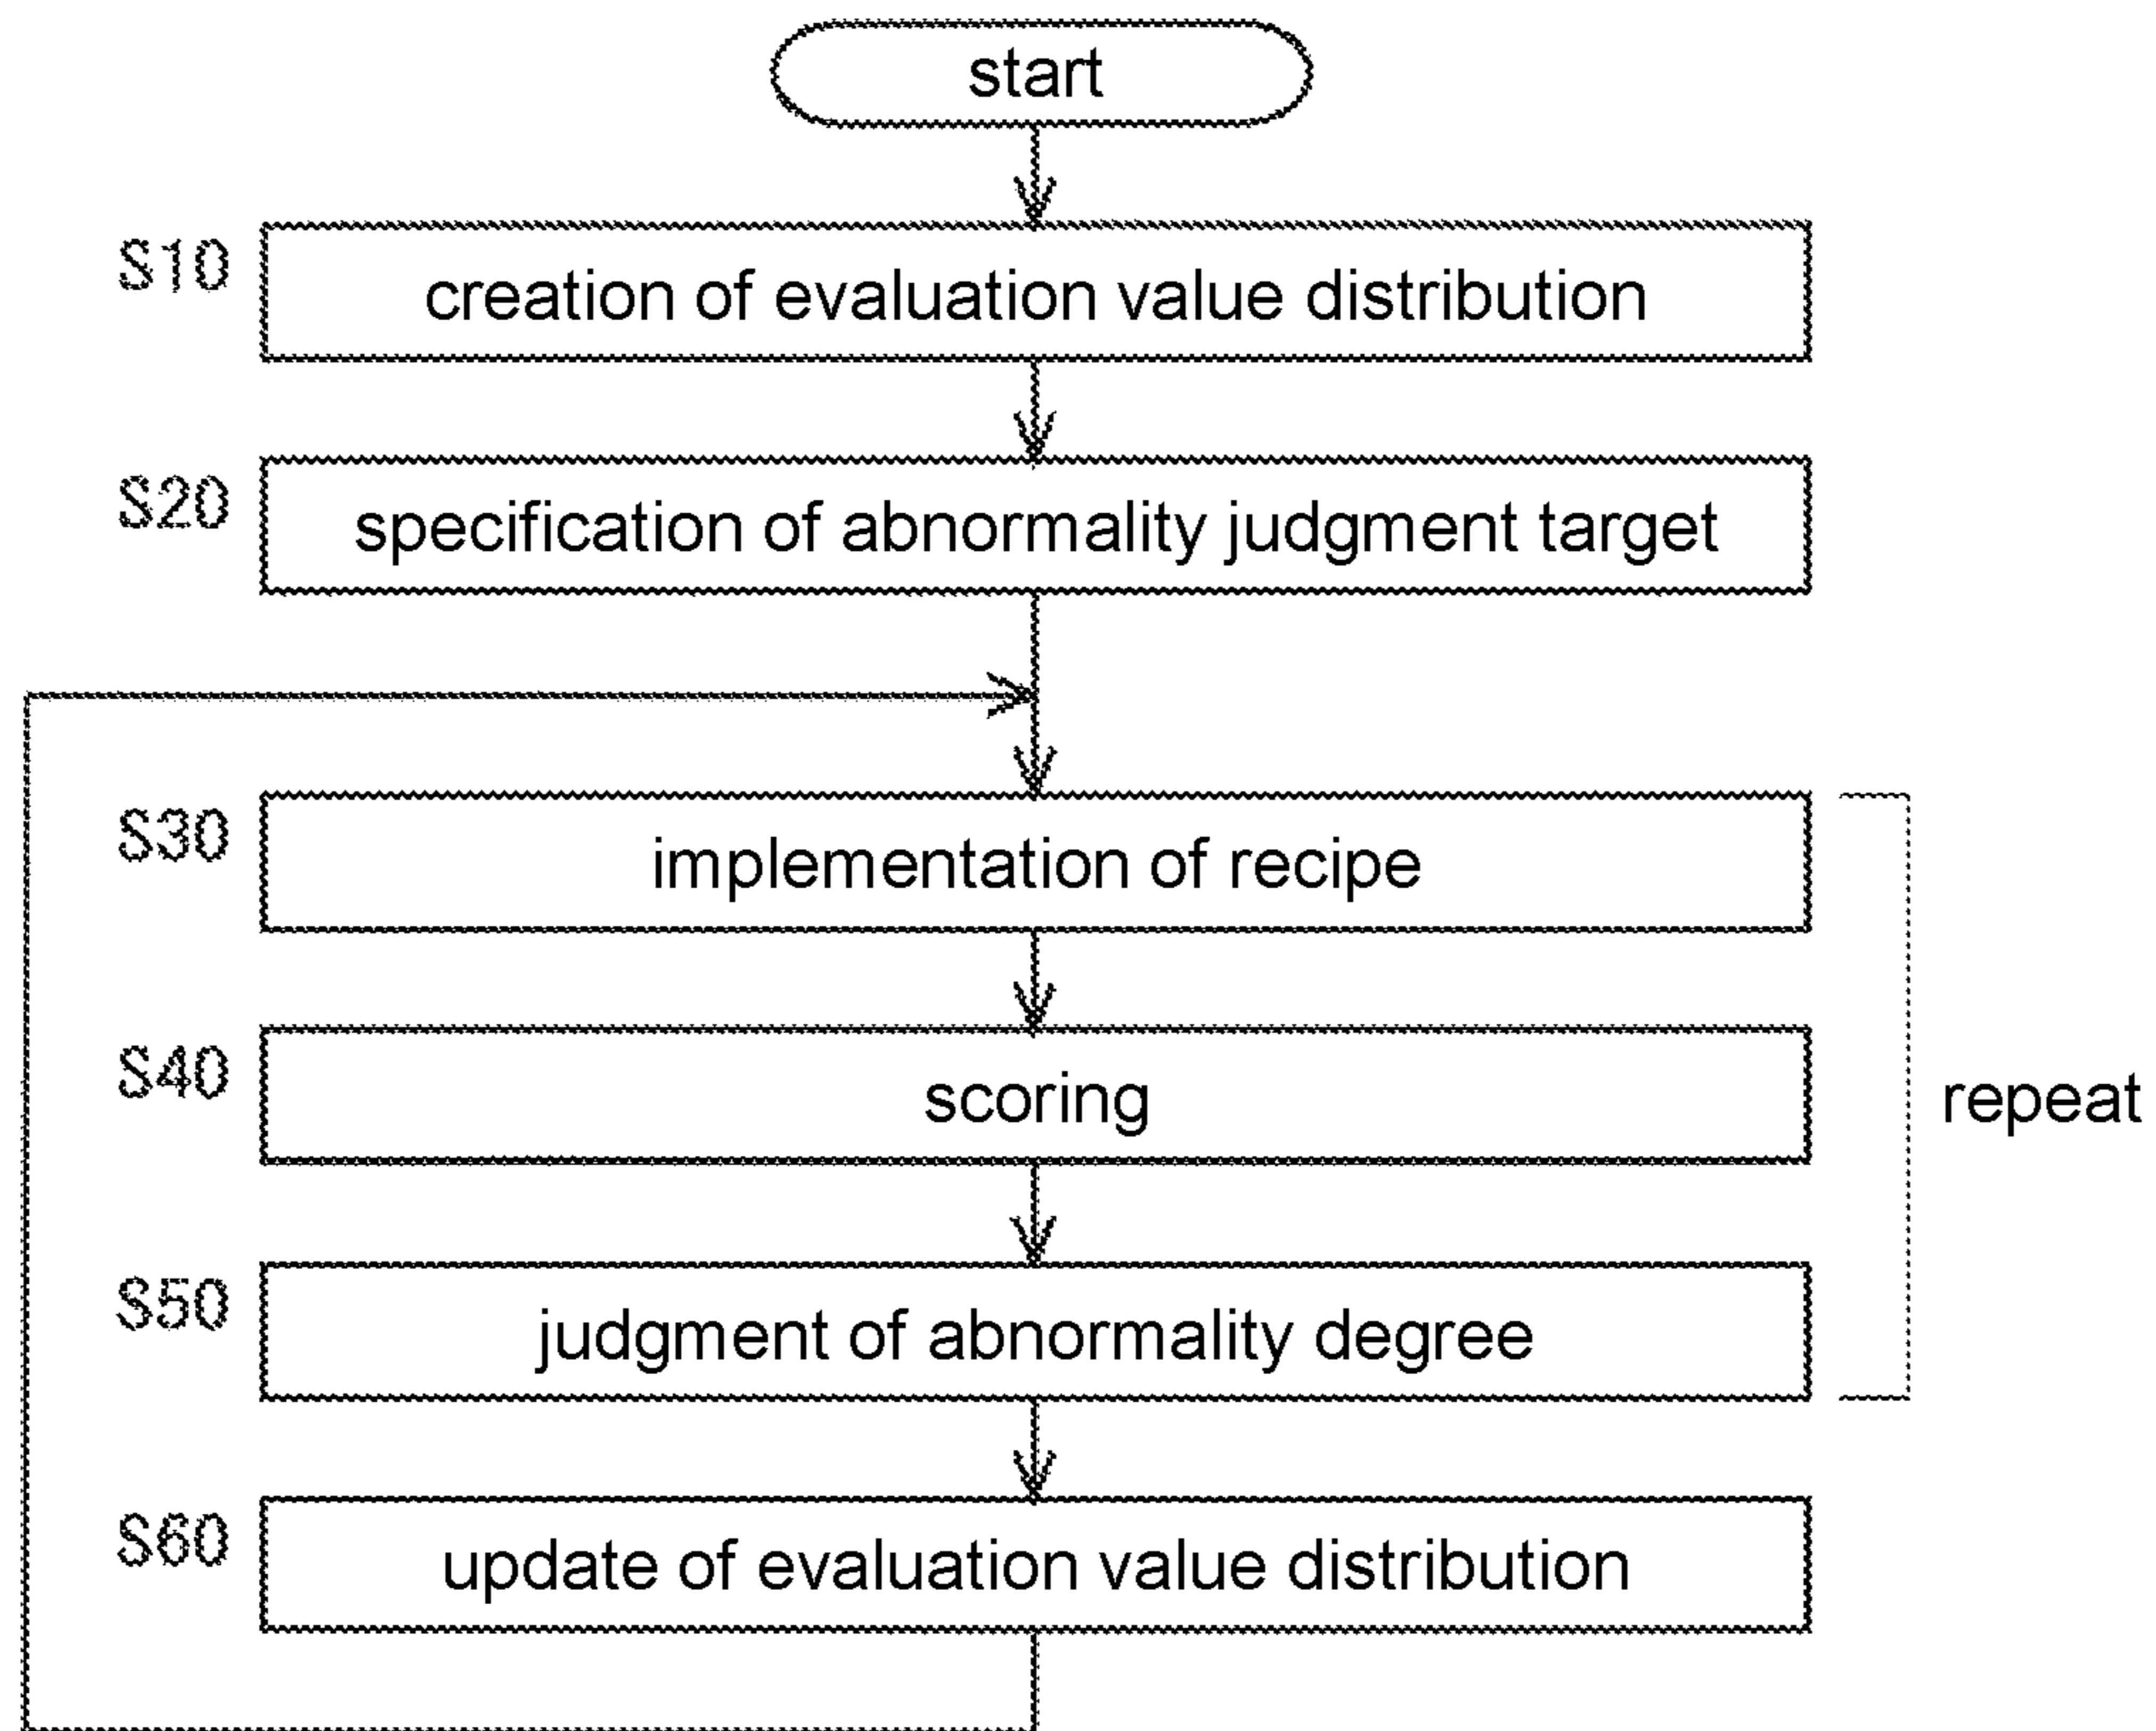 start
S10
creation of evaluation value distribution
S20
specification of abnormality judgment target
S30
implementation of recipe
S40
scoring
repeat
S50
judgment of abnormality degree
S60
update of evaluation value distribution